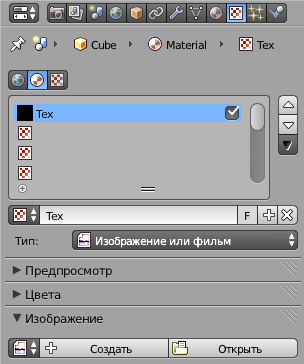 Cube Material Tex
Tex
Tex F
Тип: Изображение или фильм
Предпросмотр
Цвета
Изображение
Создать Открыть